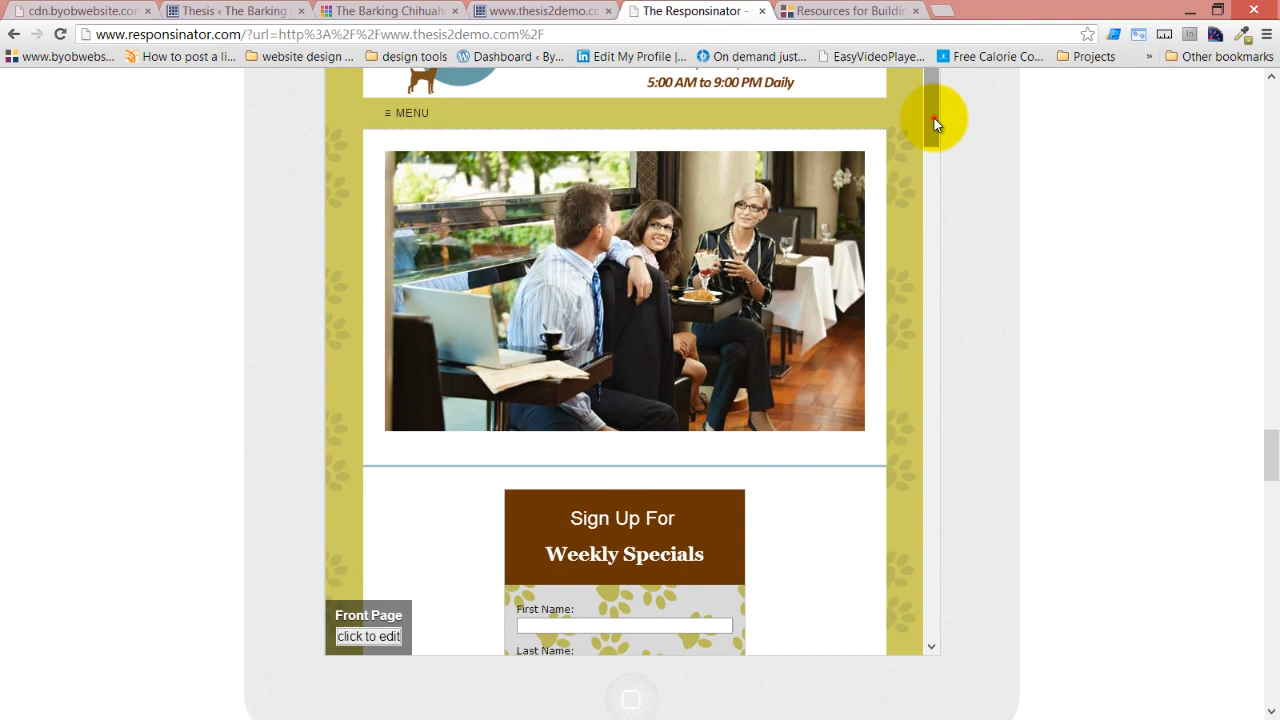 cdn.byobwebsite.cor
Thesis ‹ The Barking C
The Barking Chihuah
www.thesis2demo.co
The Responsinator -
Resources for Buildin
www.responsinator.com/?url=http%3A%2F%2Fwww.thesis2demo.com%2F
www.byobwebs...
How to post a li...
website design ...
design tools
Dashboard ‹ By...
Edit My Profile |...
On demand just...
EasyVideoPlaye...
Free Calorie Co...
Projects
»
Other bookmarks
5:00 AM to 9:00 PM Daily
≡ MENU
Sign Up For
Weekly Specials
First Name:
Last Name:
Front Page
click to edit